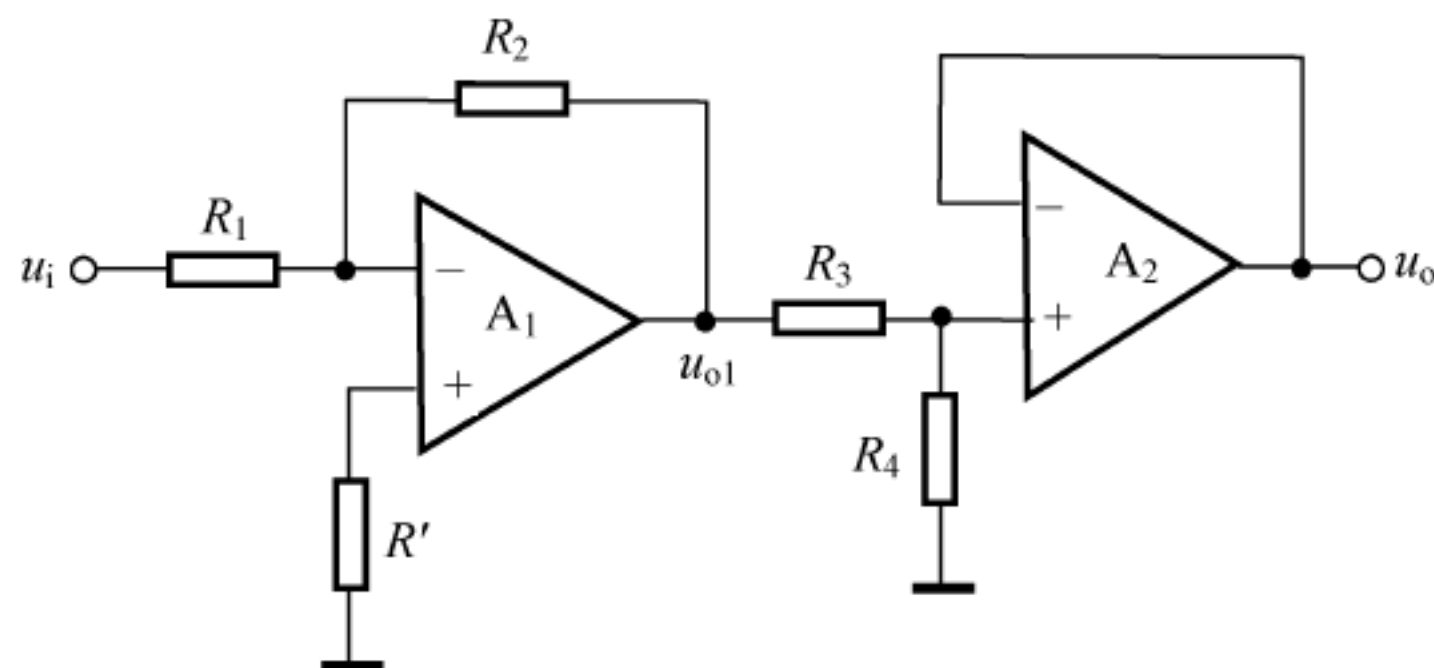 R₂
R₁
uᵢ
−
A₁
+
R′
uₒ₁
R₃
R₄
−
A₂
+
uₒ